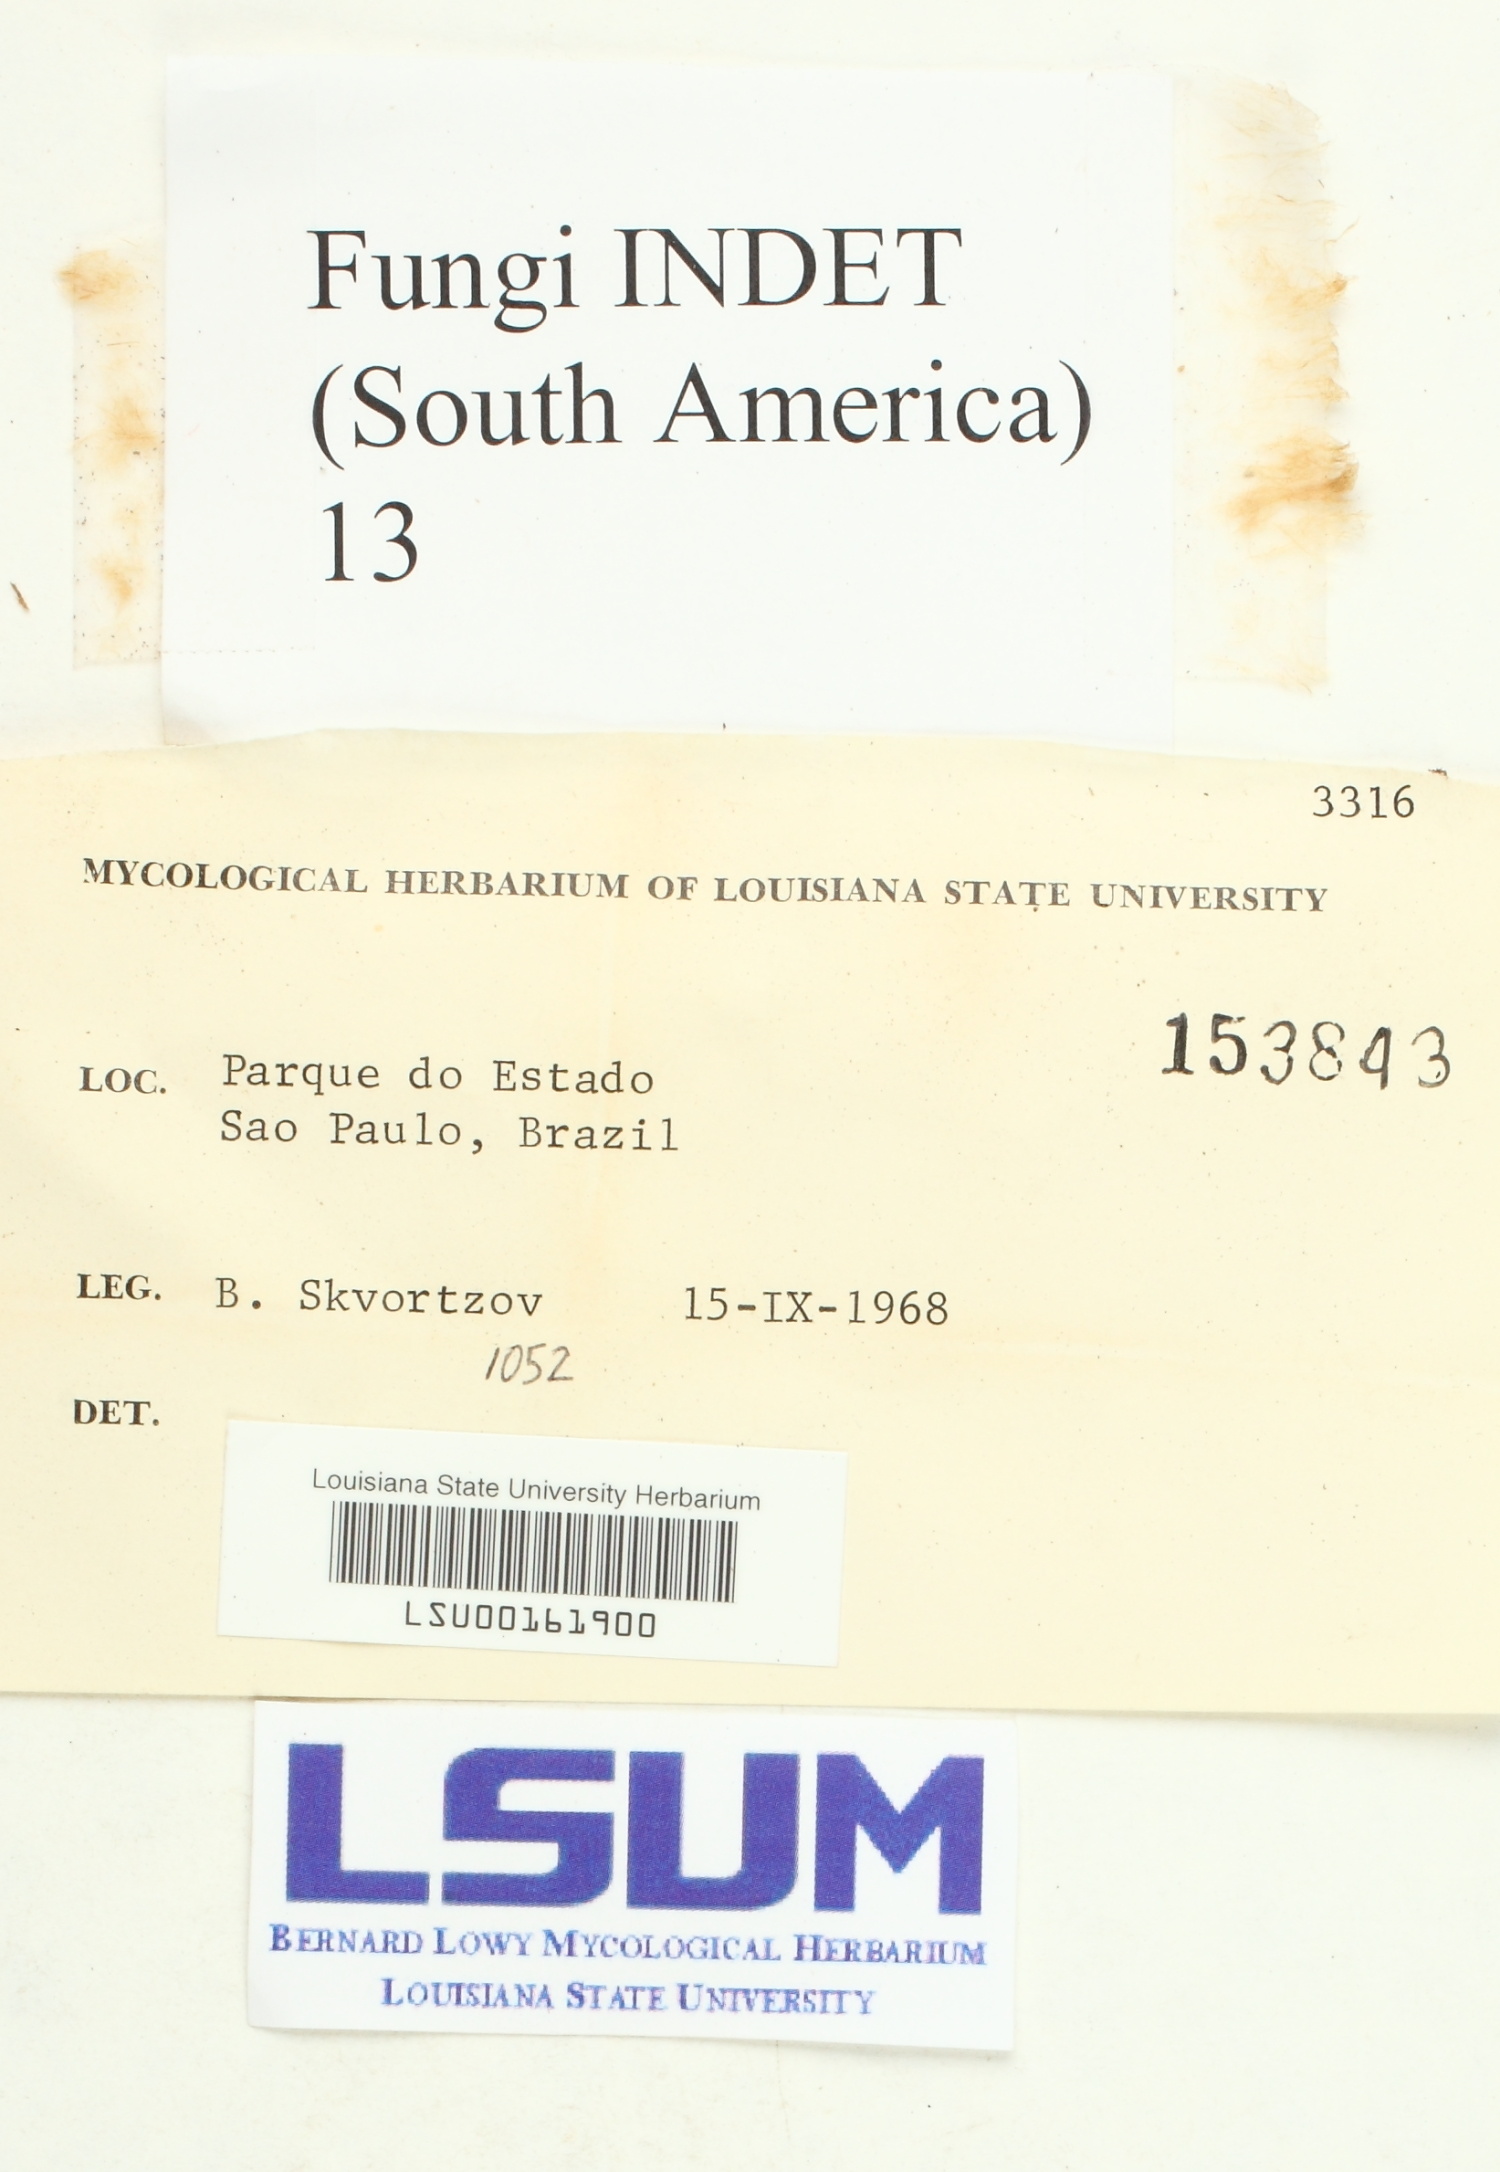 Fungi INDET
(South America)
13
3316
MYCOLOGICAL HERBARIUM OF LOUISIANA STATE UNIVERSITY
153843
LOC. Parque do Estado
Sao Paulo, Brazil
LEG. B. Skvortzov 15-IX-1968
1052
DET.
Louisiana State University Herbarium
LSU00161900
LSUM
BERNARD LOWY MYCOLOGICAL HERBARIUM
LOUISIANA STATE UNIVERSITY